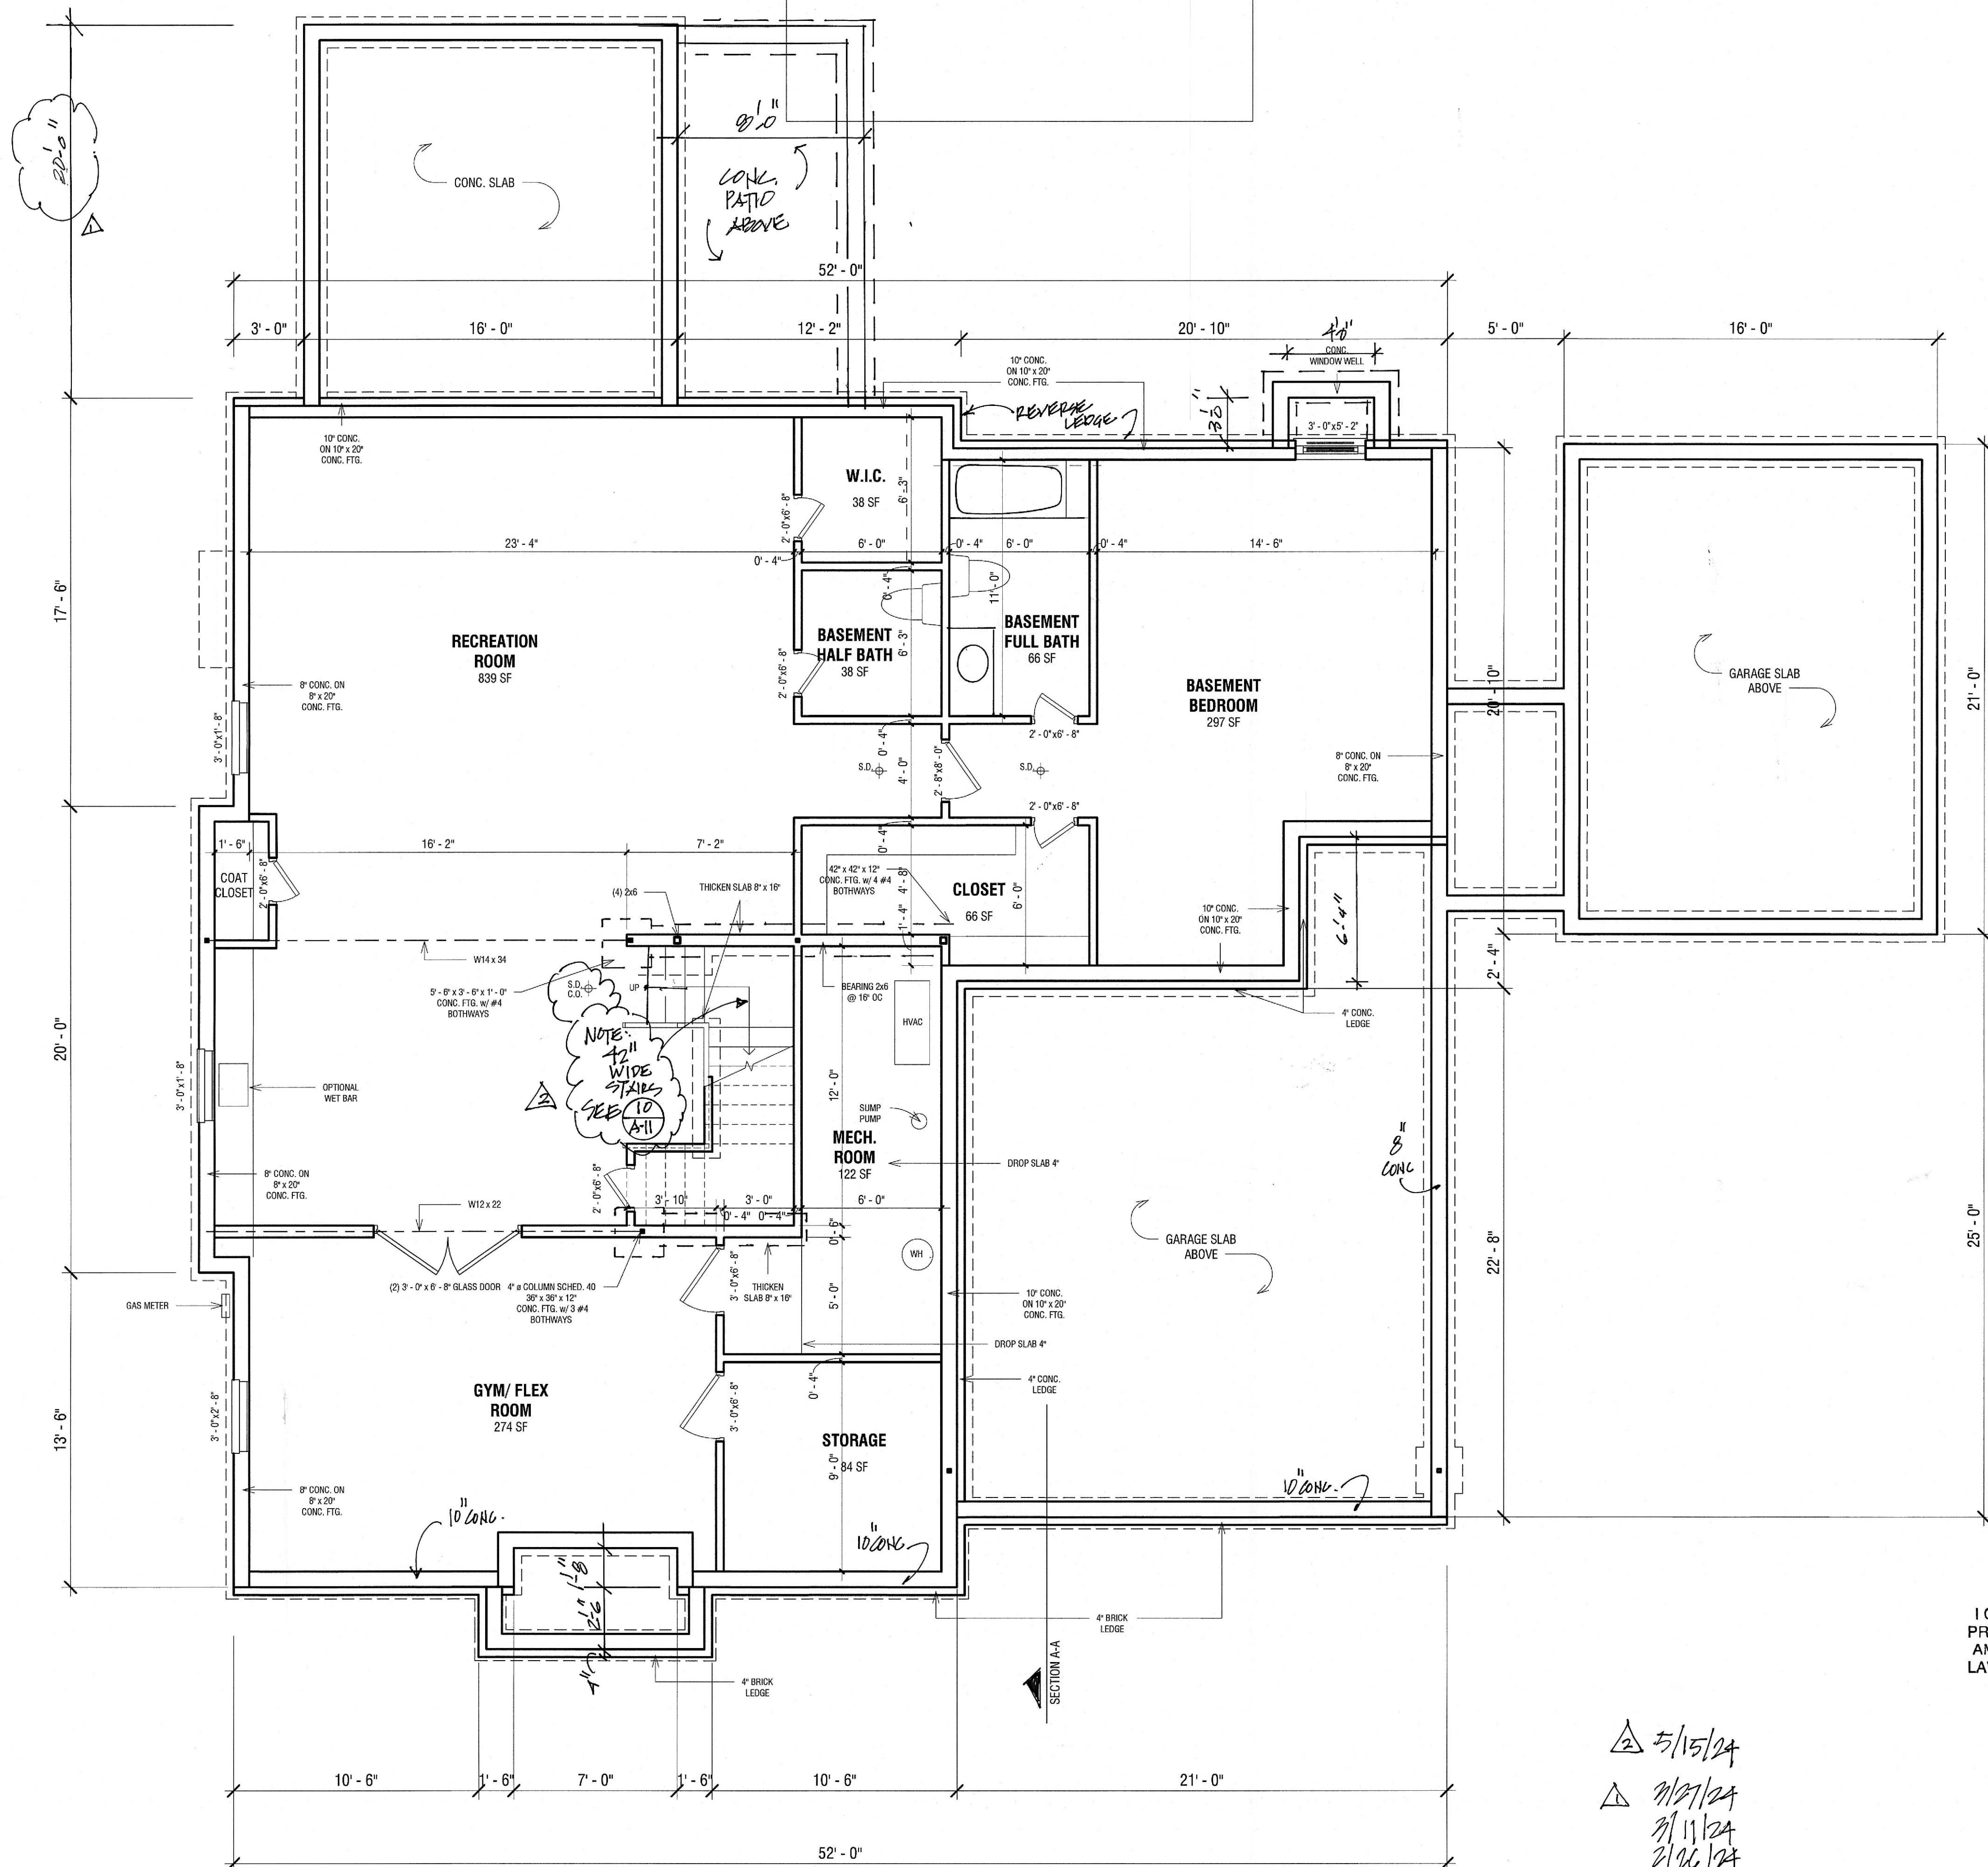 20'-0"
1
CONC. SLAB
8'-0"
CONC.
PATIO
ABOVE
52' - 0"
3' - 0"
16' - 0"
12' - 2"
20' - 10"
5' - 0"
16' - 0"
4'0"
CONC.
WINDOW WELL
10" CONC.
ON 10" x 20"
CONC. FTG.
REVERSE
LEDGE
3'0"
3' - 0"x5' - 2"
10" CONC.
ON 10" x 20"
CONC. FTG.
W.I.C.
38 SF
6' - 3"
2' - 0"x6' - 8"
23' - 4"
0' - 4"
6' - 0"
0' - 4"
6' - 0"
0' - 4"
14' - 6"
0' - 4"
11' - 0"
17' - 6"
RECREATION
ROOM
839 SF
BASEMENT
HALF BATH
38 SF
6' - 3"
2' - 0"x6' - 8"
BASEMENT
FULL BATH
66 SF
BASEMENT
BEDROOM
297 SF
GARAGE SLAB
ABOVE
20' - 10"
21' - 0"
8" CONC. ON
8" x 20"
CONC. FTG.
3' - 0"x1' - 8"
0' - 4"
S.D.
4' - 0"
2' - 8"x8' - 0"
S.D.
2' - 0"x6' - 8"
2' - 0"x6' - 8"
8" CONC. ON
8" x 20"
CONC. FTG.
1' - 6"
16' - 2"
7' - 2"
0' - 4"
COAT
CLOSET
2' - 0"x6' - 8"
(4) 2x6
THICKEN SLAB 8" x 16"
42" x 42" x 12"
CONC. FTG. w/ 4 #4
BOTHWAYS
4' - 8"
1' - 4"
CLOSET
66 SF
6' - 0"
10" CONC.
ON 10" x 20"
CONC. FTG.
6'-4"
2' - 4"
W14 x 34
5' - 6" x 3' - 6" x 1' - 0"
CONC. FTG. w/ #4
BOTHWAYS
S.D.
C.O.
UP
BEARING 2x6
@ 16" OC
HVAC
4" CONC.
LEDGE
NOTE:
42"
WIDE
STAIRS
SEE 10
A-11
2
20' - 0"
3' - 0"x1' - 8"
OPTIONAL
WET BAR
12' - 0"
SUMP
PUMP
MECH.
ROOM
122 SF
DROP SLAB 4"
8"
CONC
8" CONC. ON
8" x 20"
CONC. FTG.
W12 x 22
2' - 0"x6' - 8"
3' - 10"
3' - 0"
6' - 0"
0' - 4"
0' - 4"
0' - 6"
GARAGE SLAB
ABOVE
22' - 8"
25' - 0"
WH
(2) 3' - 0" x 6' - 8" GLASS DOOR
4" ø COLUMN SCHED. 40
36" x 36" x 12"
CONC. FTG. w/ 3 #4
BOTHWAYS
3' - 0"x6' - 8"
THICKEN
SLAB 8" x 16"
5' - 0"
10" CONC.
ON 10" x 20"
CONC. FTG.
GAS METER
DROP SLAB 4"
4" CONC.
LEDGE
0' - 4"
13' - 6"
3' - 0"x2' - 8"
GYM/ FLEX
ROOM
274 SF
3' - 0"x6' - 8"
STORAGE
84 SF
9' - 0"
8" CONC. ON
8" x 20"
CONC. FTG.
10" CONC.
10" CONC.
10" CONC.
1'-8"
2'-6"
4"
4" BRICK
LEDGE
4" BRICK
LEDGE
SECTION A-A
I C
PR
AN
LAV
10' - 6"
1' - 6"
7' - 0"
1' - 6"
10' - 6"
21' - 0"
52' - 0"
2 5/15/24
1 3/27/24
3/11/24
2/26/24